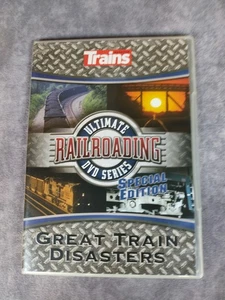 Trains
ULTIMATE
RAILROADING
DVD SERIES
SPECIAL
EDITION
GREAT TRAIN
DISASTERS